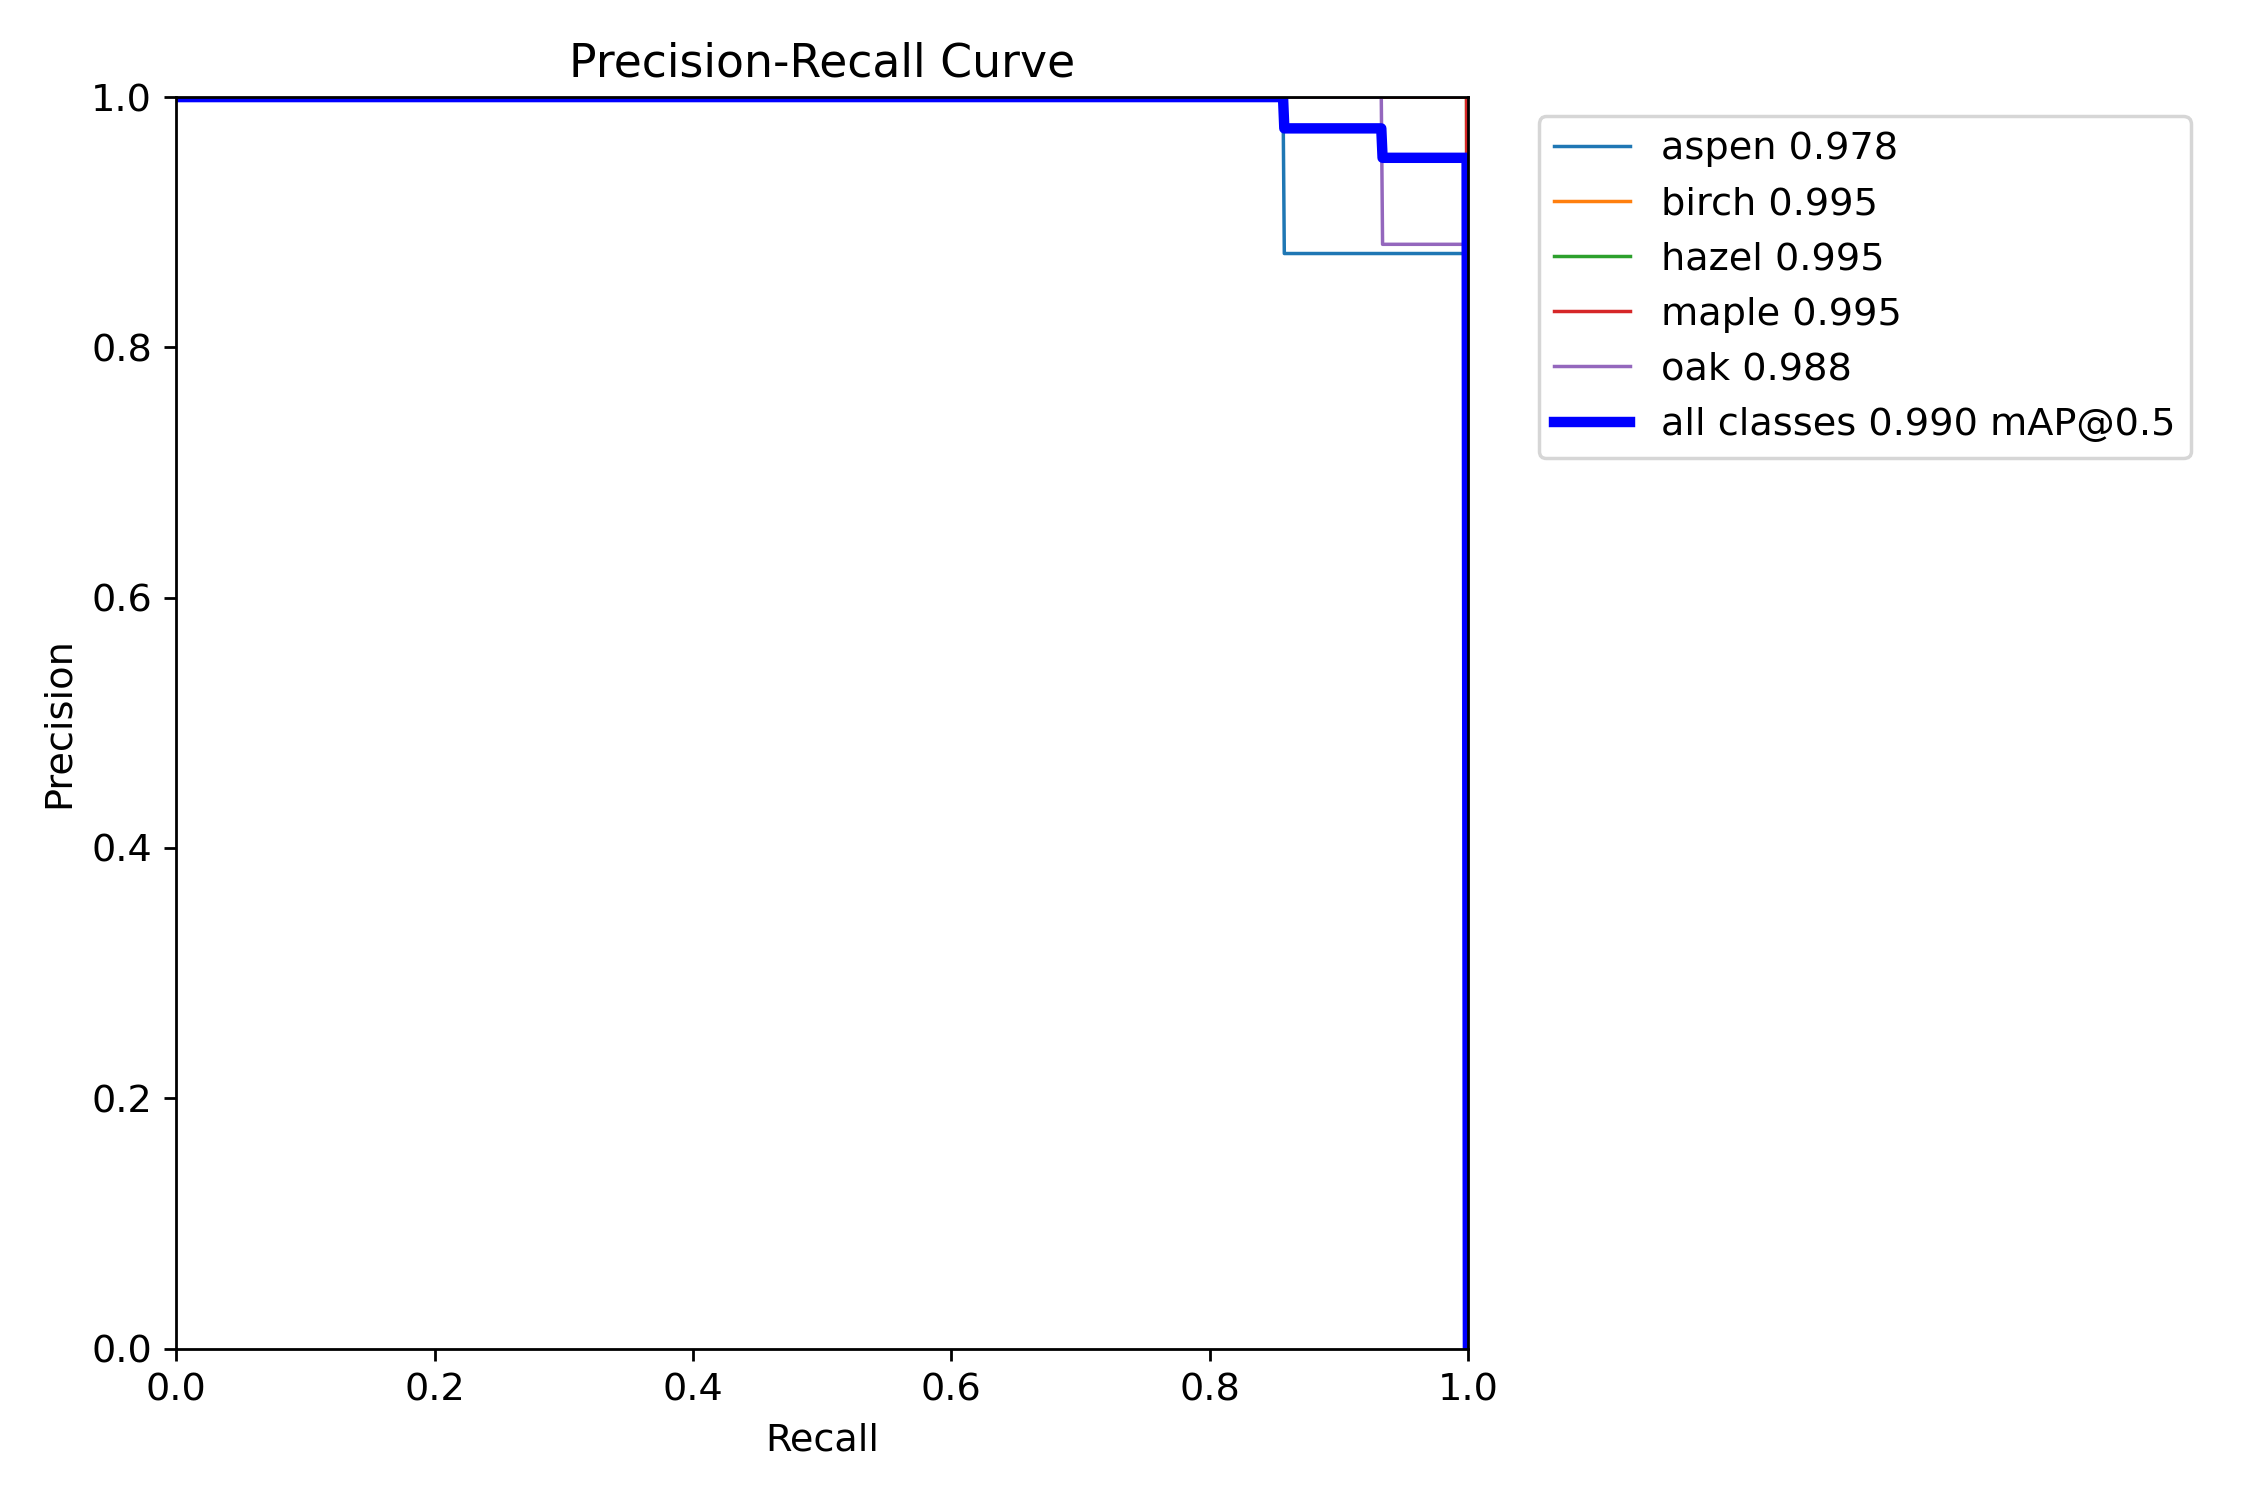 Precision-Recall Curve
1.0
0.8
0.6
0.4
0.2
0.0
Precision
0.0 0.2 0.4 0.6 0.8 1.0
Recall
aspen 0.978
birch 0.995
hazel 0.995
maple 0.995
oak 0.988
all classes 0.990 mAP@0.5